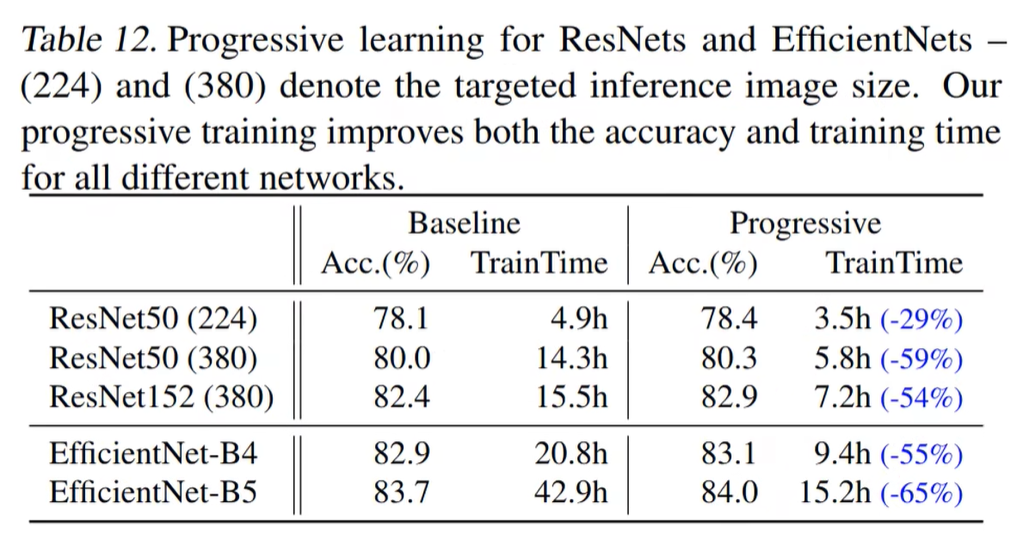 Table 12. Progressive learning for ResNets and EfficientNets –
(224) and (380) denote the targeted inference image size. Our
progressive training improves both the accuracy and training time
for all different networks.
Baseline Progressive
Acc.(%) TrainTime Acc.(%) TrainTime
ResNet50 (224) 78.1 4.9h 78.4 3.5h (-29%)
ResNet50 (380) 80.0 14.3h 80.3 5.8h (-59%)
ResNet152 (380) 82.4 15.5h 82.9 7.2h (-54%)
EfficientNet-B4 82.9 20.8h 83.1 9.4h (-55%)
EfficientNet-B5 83.7 42.9h 84.0 15.2h (-65%)